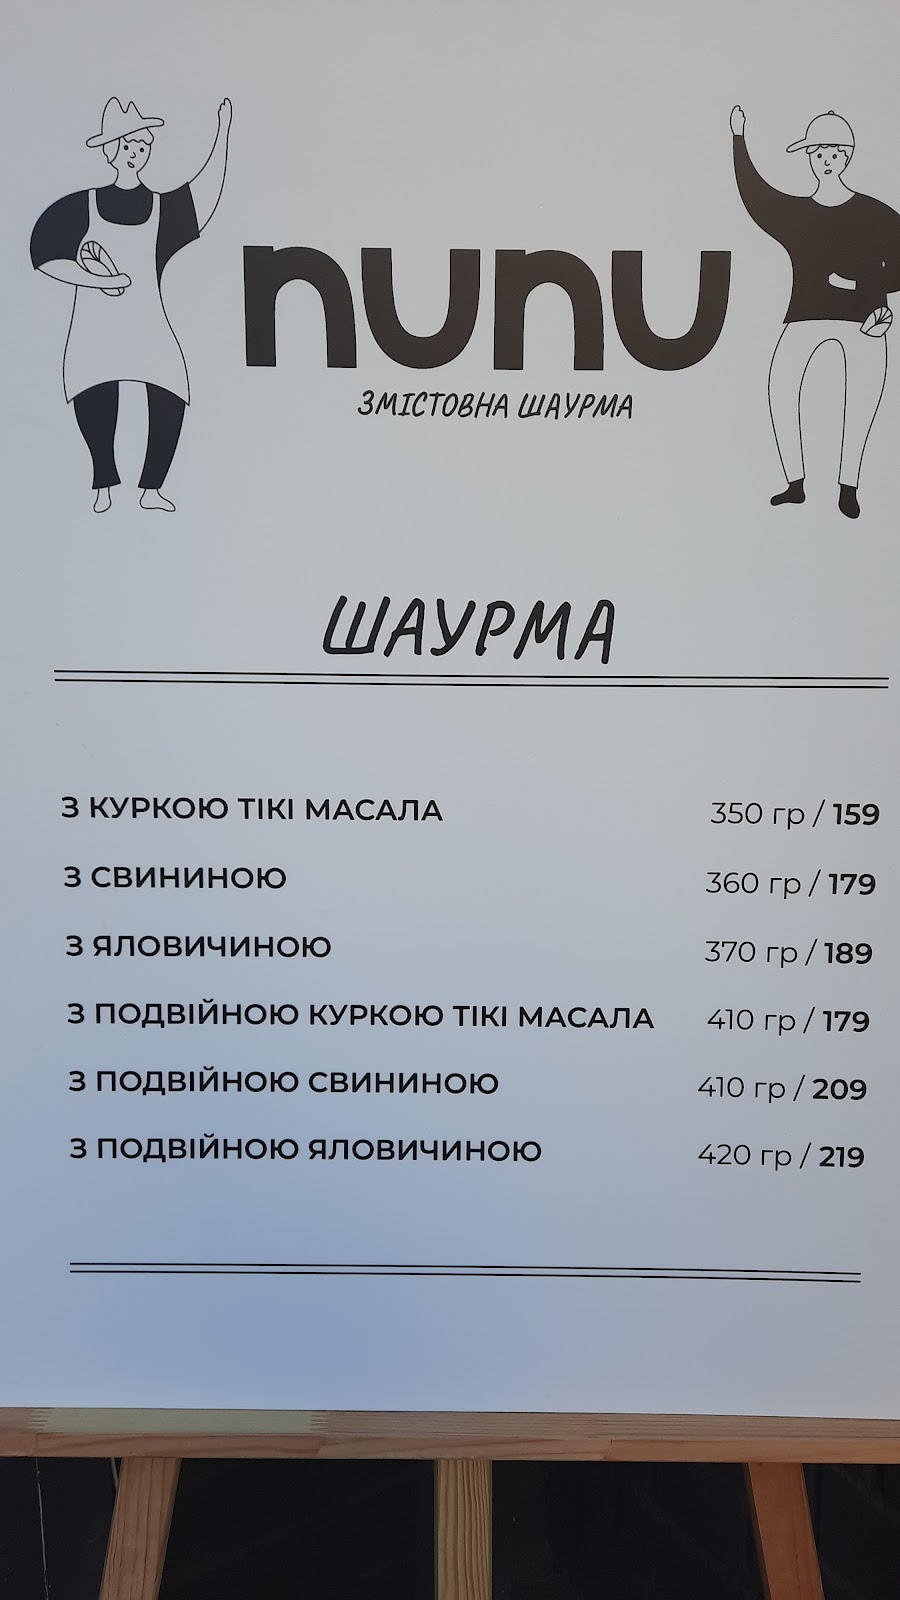 nunu
ЗМІСТОВНА ШАУРМА
ШАУРМА
З КУРКОЮ ТІКІ МАСАЛА 350 гр / 159
З СВИНИНОЮ 360 гр / 179
З ЯЛОВИЧИНОЮ 370 гр / 189
З ПОДВІЙНОЮ КУРКОЮ ТІКІ МАСАЛА 410 гр / 179
З ПОДВІЙНОЮ СВИНИНОЮ 410 гр / 209
З ПОДВІЙНОЮ ЯЛОВИЧИНОЮ 420 гр / 219